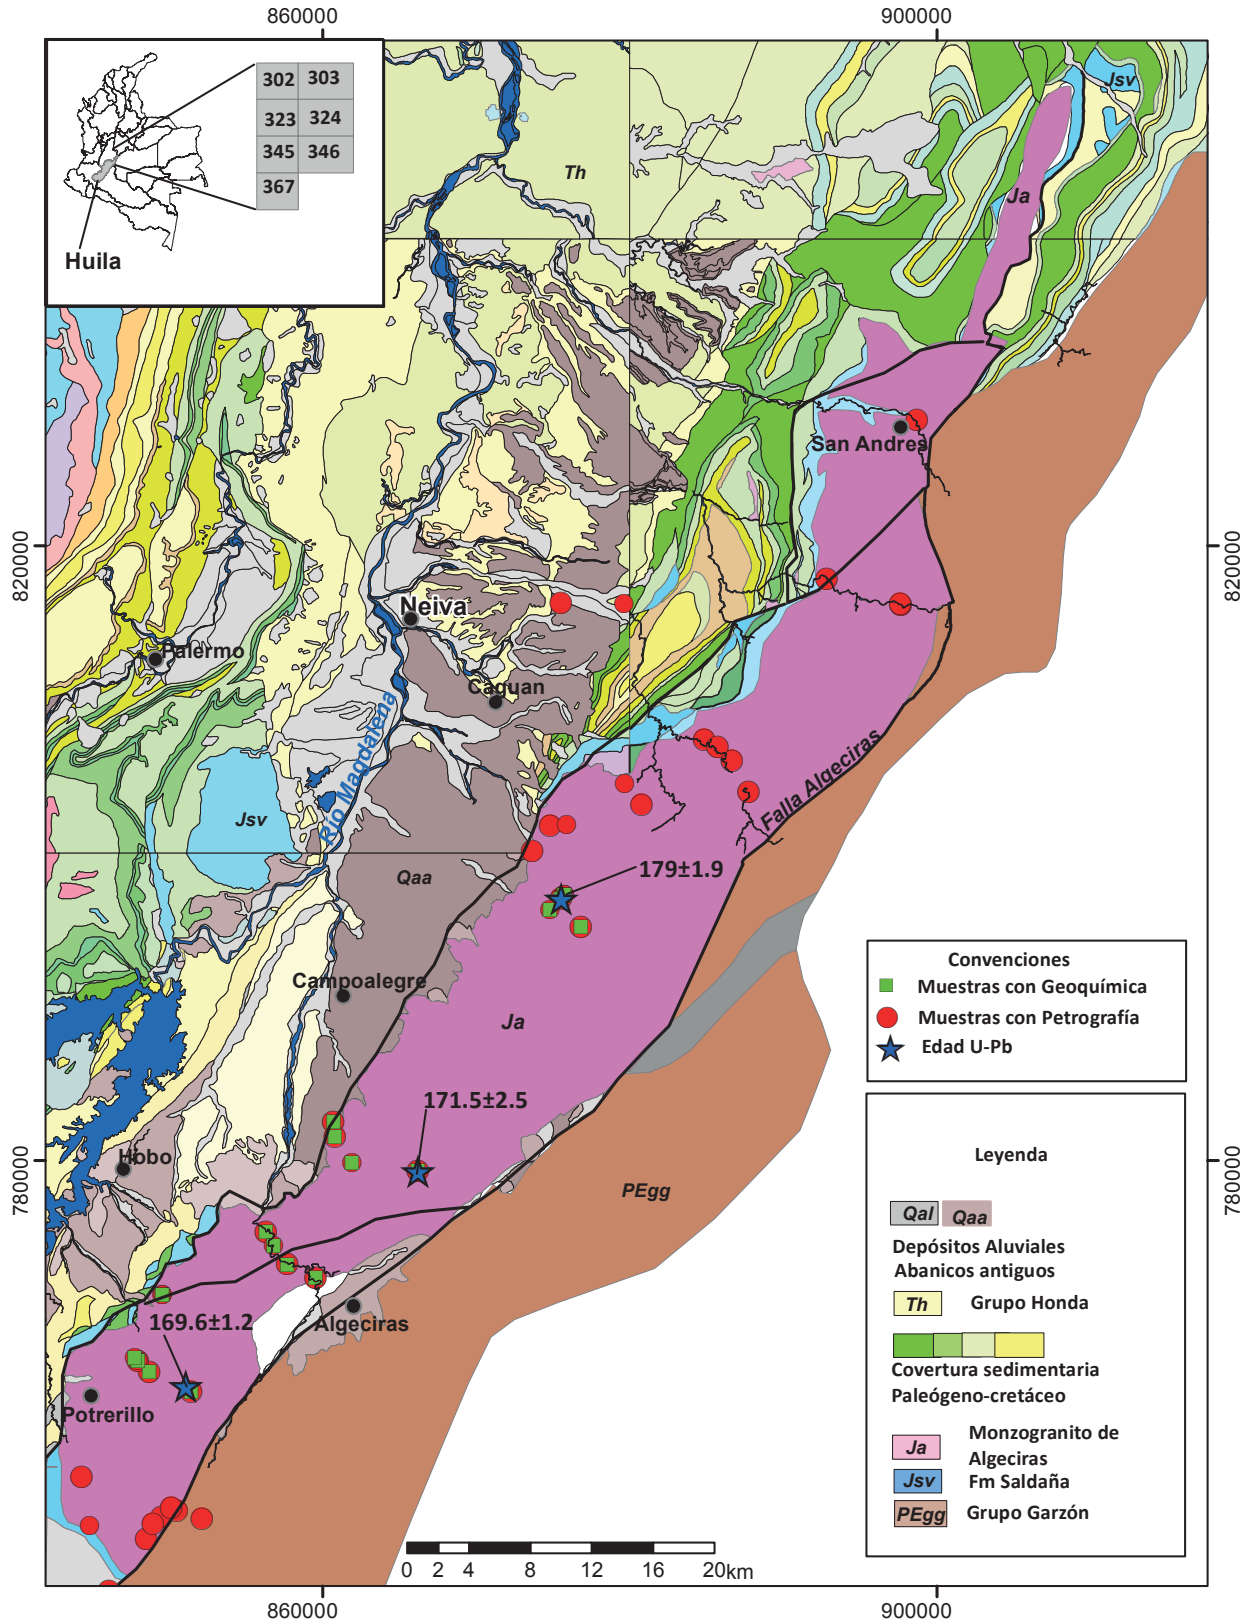 860000
900000
302
303
323
324
345
346
367
Huila
Th
Jsv
Ja
San Andres
820000
820000
Neiva
Palermo
Caguan
Río Magdalena
Falla Algeciras
Jsv
Qaa
179±1.9
Campoalegre
Ja
171.5±2.5
Hobo
PEgg
780000
780000
169.6±1.2
Algeciras
Potrerillo
Convenciones
Muestras con Geoquímica
Muestras con Petrografía
Edad U-Pb
Leyenda
Qal
Qaa
Depósitos Aluviales
Abanicos antiguos
Th
Grupo Honda
Covertura sedimentaria
Paleógeno-cretáceo
Ja
Monzogranito de
Algeciras
Jsv
Fm Saldaña
PEgg
Grupo Garzón
0 2 4 8 12 16 20km
860000
900000